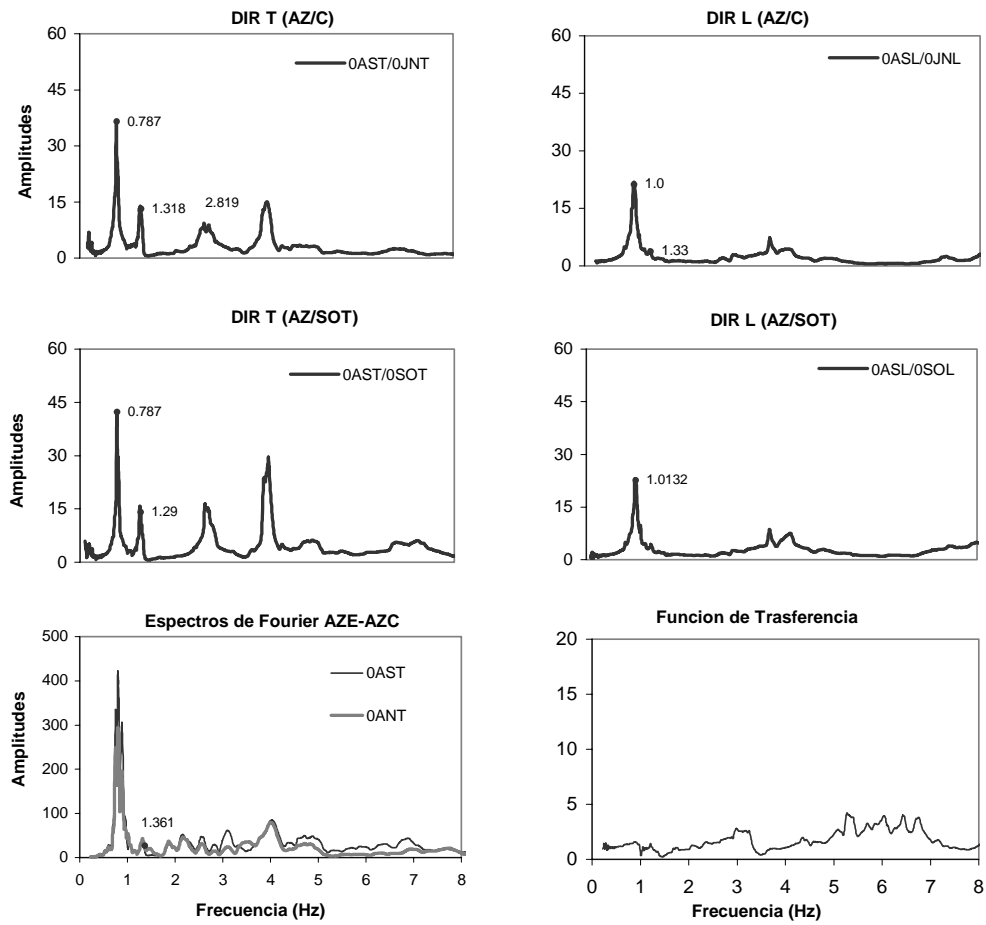 DIR T (AZ/C)
60
45
30
15
0
Amplitudes
0AST/0JNT
0.787
1.318
2.819
DIR L (AZ/C)
60
45
30
15
0
0ASL/0JNL
1.0
1.33
DIR T (AZ/SOT)
60
45
30
15
0
Amplitudes
0AST/0SOT
0.787
1.29
DIR L (AZ/SOT)
60
45
30
15
0
0ASL/0SOL
1.0132
Espectros de Fourier AZE-AZC
500
400
300
200
100
0
Amplitudes
0AST
0ANT
1.361
0 1 2 3 4 5 6 7 8
Frecuencia (Hz)
Funcion de Trasferencia
20
15
10
5
0
0 1 2 3 4 5 6 7 8
Frecuencia (Hz)